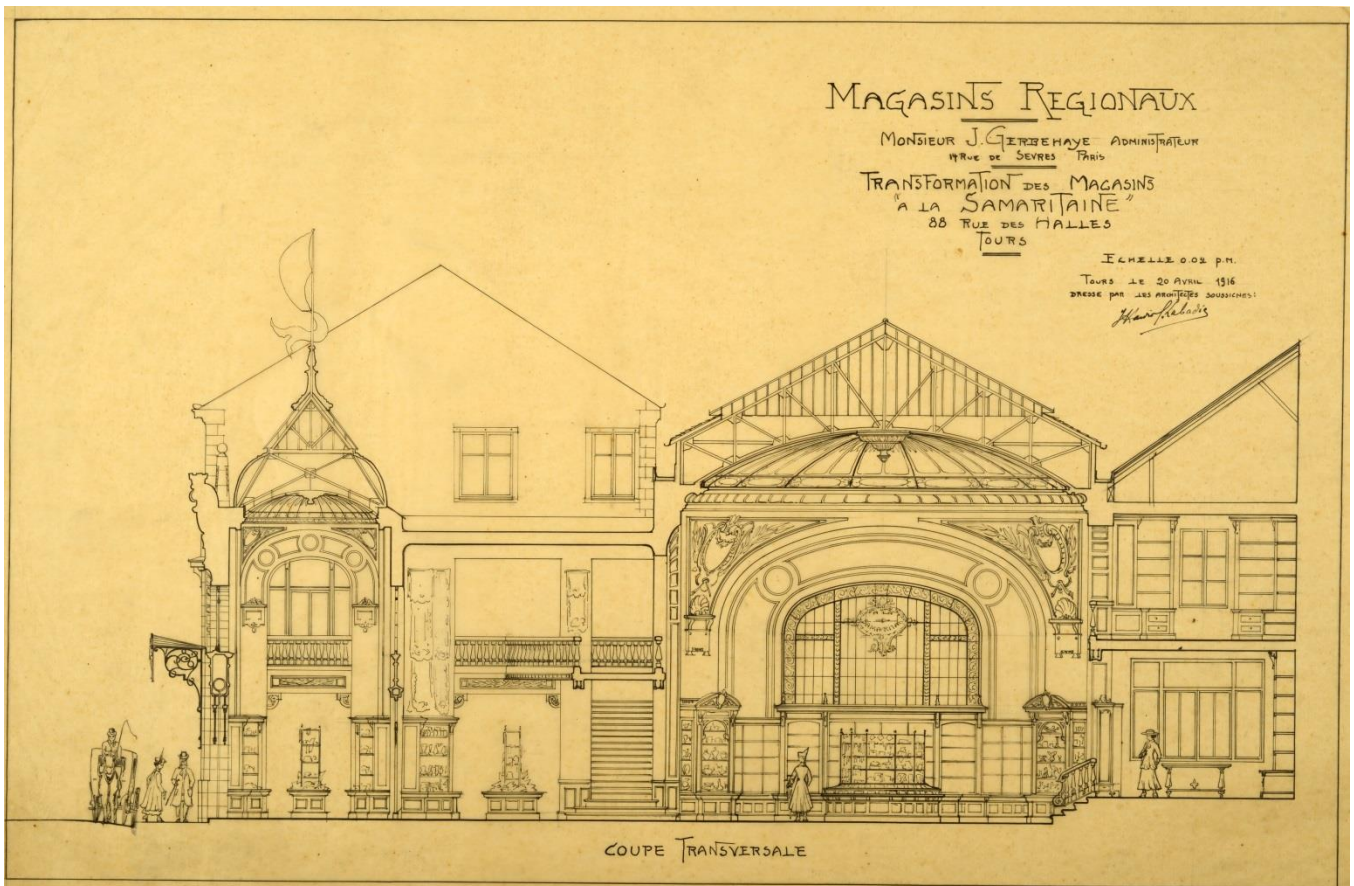 MAGASINS REGIONAUX
MONSIEUR J. GERBEHAYE ADMINISTRATEUR
RUE DE SEVRES PARIS
TRANSFORMATION DES MAGASINS
"A LA SAMARITAINE"
88 RUE DES HALLES
TOURS
ECHELLE 0.02 P.M.
TOURS LE 20 AVRIL 1916
DRESSE PAR LES ARCHITECTES SOUSSIGNES:
COUPE TRANSVERSALE